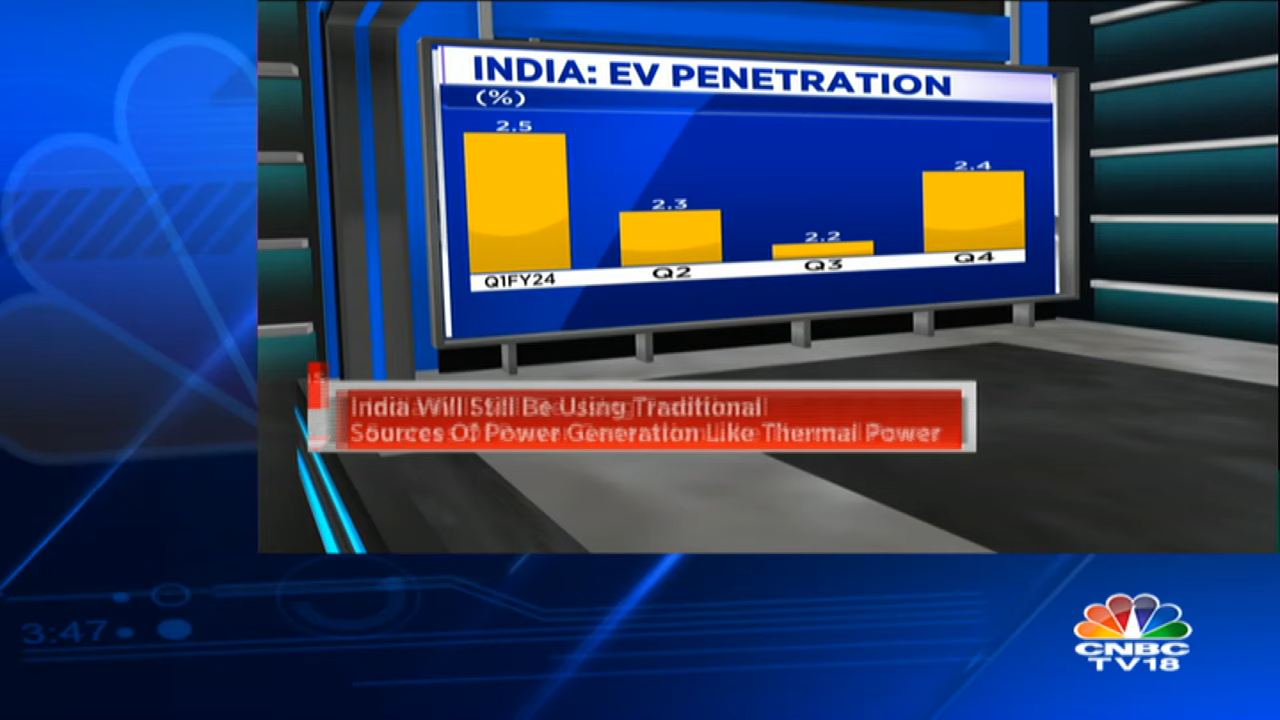 INDIA: EV PENETRATION
(%)
2.5
2.3
2.2
2.4
Q1FY24
Q2
Q3
Q4
India Will Still Be Using Traditional
Sources Of Power Generation Like Thermal Power
3:47
CNBC
TV18